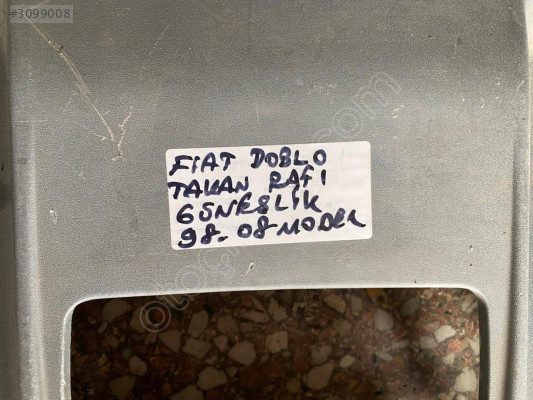 #3099008
FIAT DOBLO
TAVAN RAFI
GÜNEŞLİK
98-08 MODEL